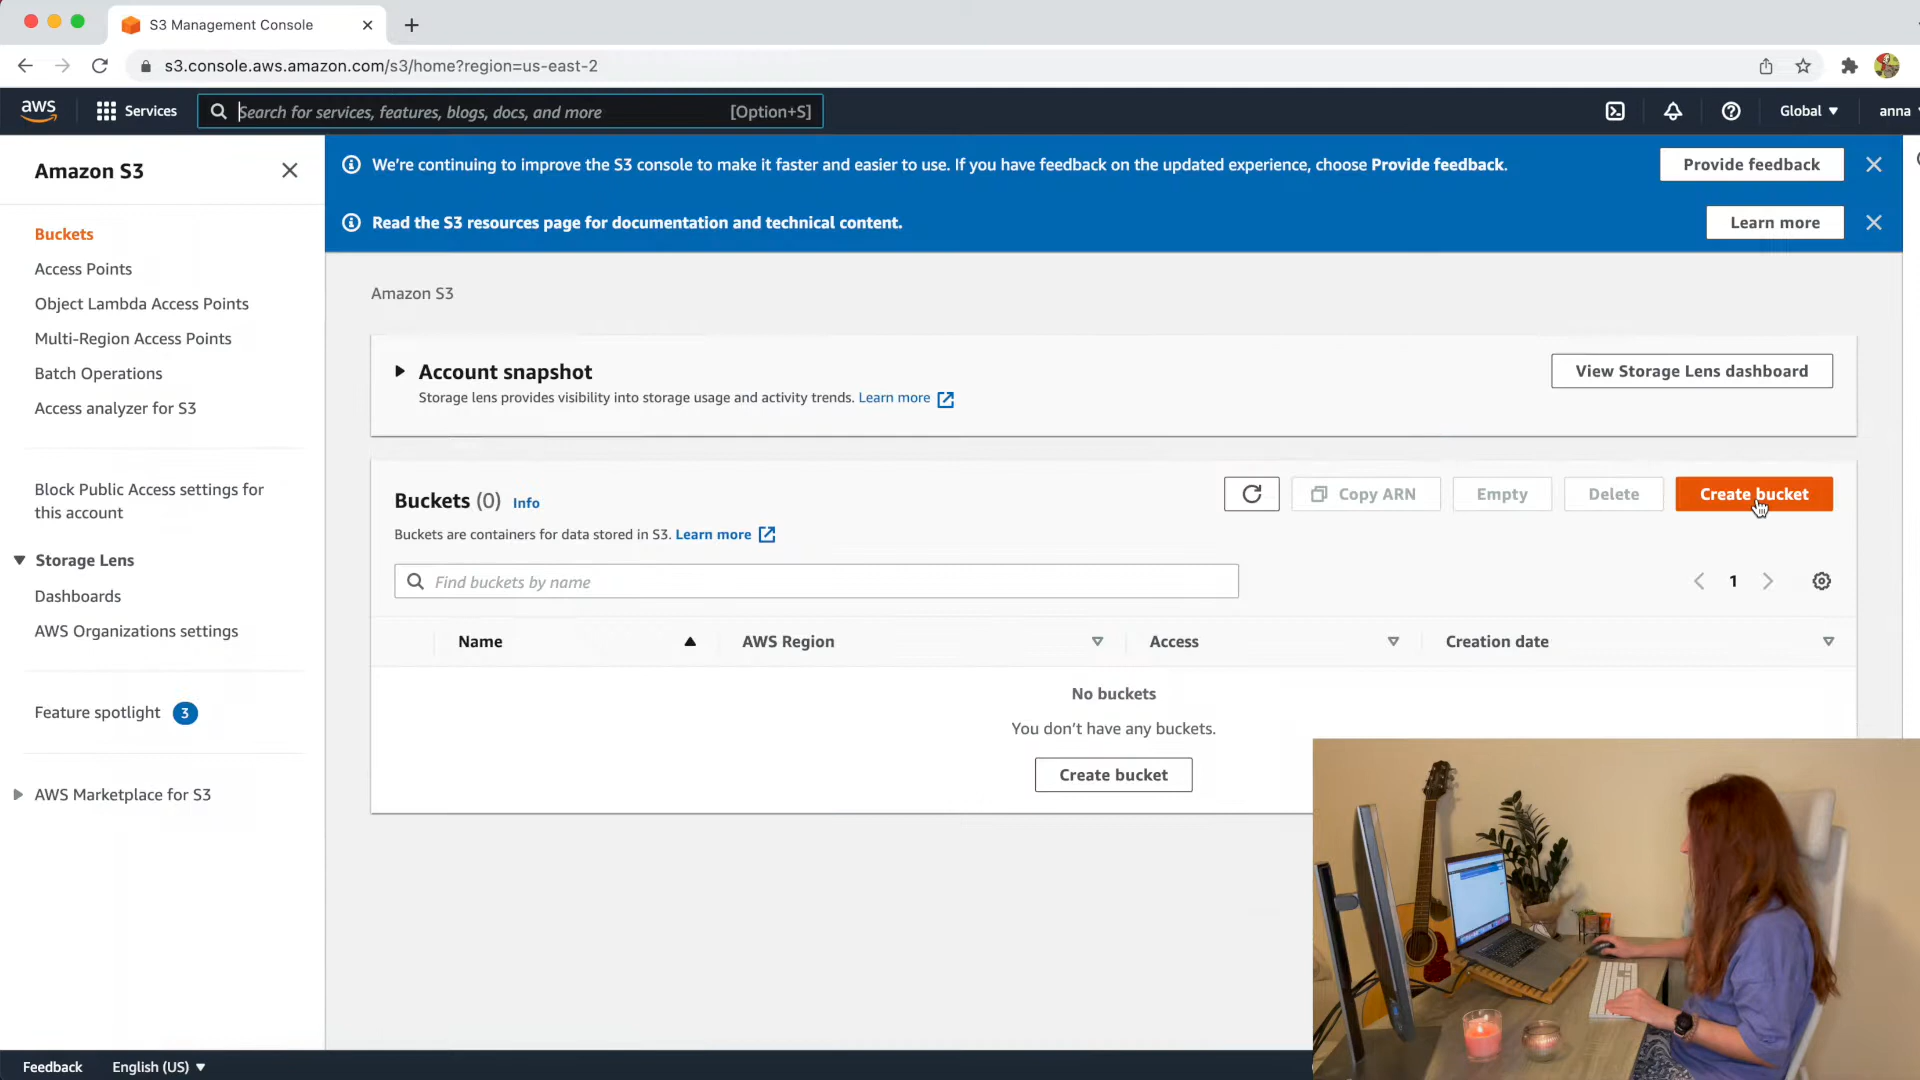 S3 Management Console
s3.console.aws.amazon.com/s3/home?region=us-east-2
aws Services Search for services, features, blogs, docs, and more [Option+S] Global anna
Amazon S3
Buckets
Access Points
Object Lambda Access Points
Multi-Region Access Points
Batch Operations
Access analyzer for S3
Block Public Access settings for
this account
Storage Lens
Dashboards
AWS Organizations settings
Feature spotlight 3
AWS Marketplace for S3
We're continuing to improve the S3 console to make it faster and easier to use. If you have feedback on the updated experience, choose Provide feedback. Provide feedback
Read the S3 resources page for documentation and technical content. Learn more
Amazon S3
Account snapshot View Storage Lens dashboard
Storage lens provides visibility into storage usage and activity trends. Learn more
Buckets (0) Info Copy ARN Empty Delete Create bucket
Buckets are containers for data stored in S3. Learn more
Find buckets by name 1
Name AWS Region Access Creation date
No buckets
You don't have any buckets.
Create bucket
Feedback English (US)